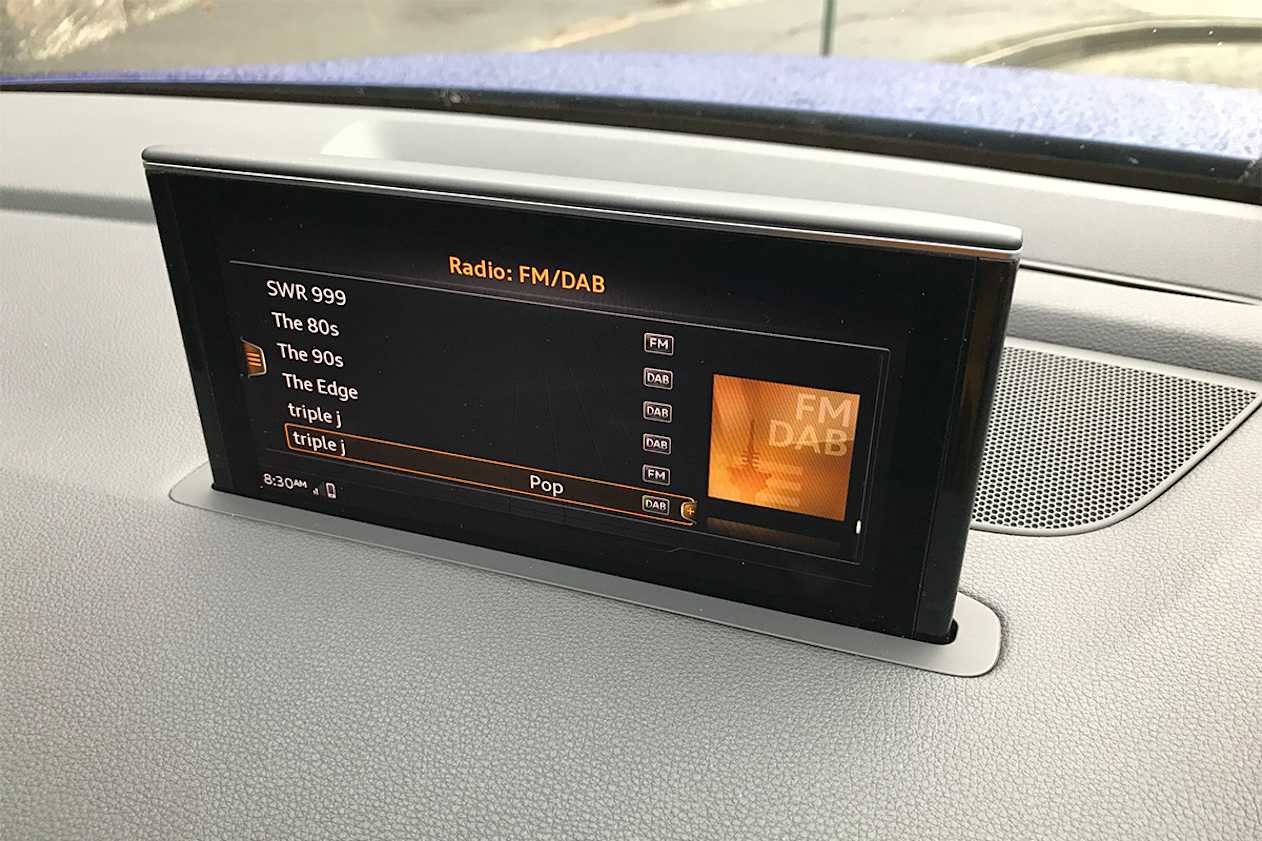 Radio: FM/DAB
SWR 999 FM
The 80s DAB
The 90s DAB
The Edge DAB
triple j FM
triple j Pop DAB +
FM
DAB
8:30AM